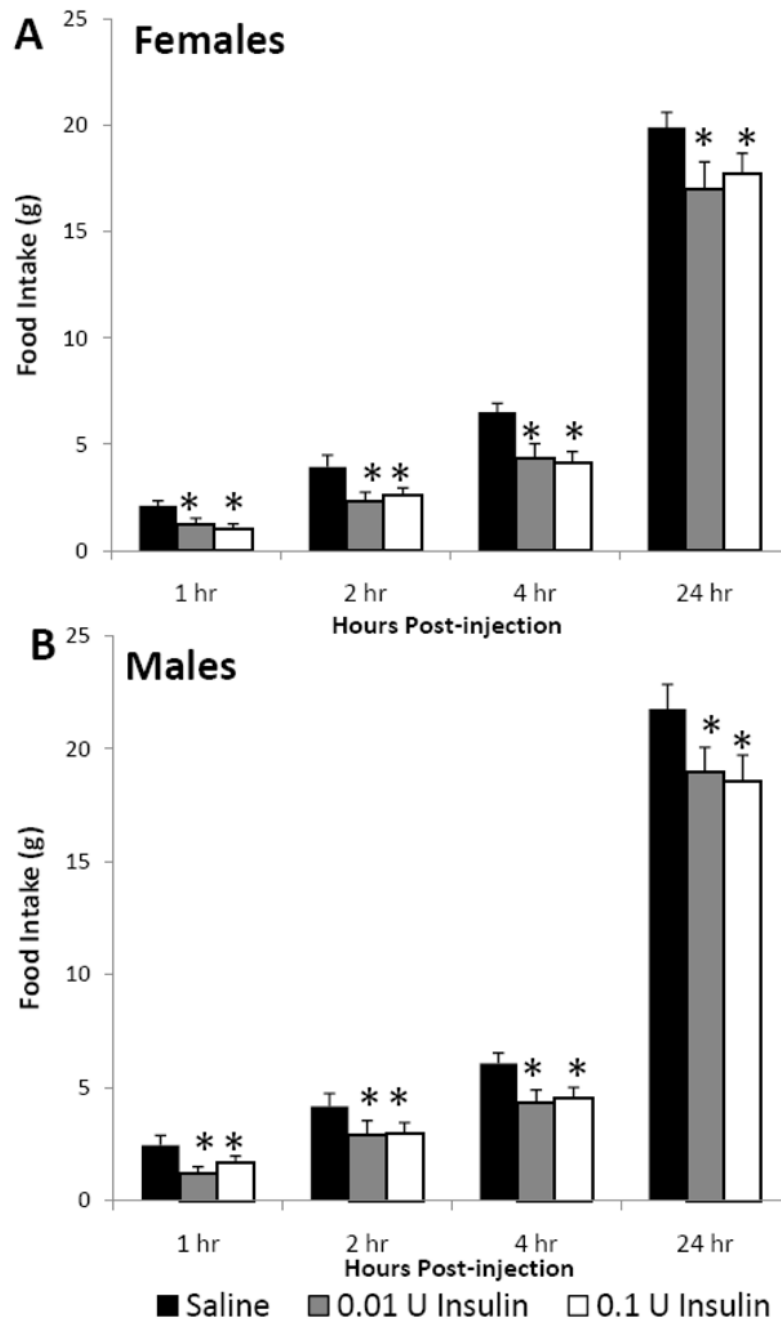 A Females
25
20
15
10
5
0
Food Intake (g)
* *
* *
* *
* *
1 hr 2 hr 4 hr 24 hr
Hours Post-injection
B Males
25
20
15
10
5
0
Food Intake (g)
* *
* *
* *
* *
1 hr 2 hr 4 hr 24 hr
Hours Post-injection
Saline 0.01 U Insulin 0.1 U Insulin